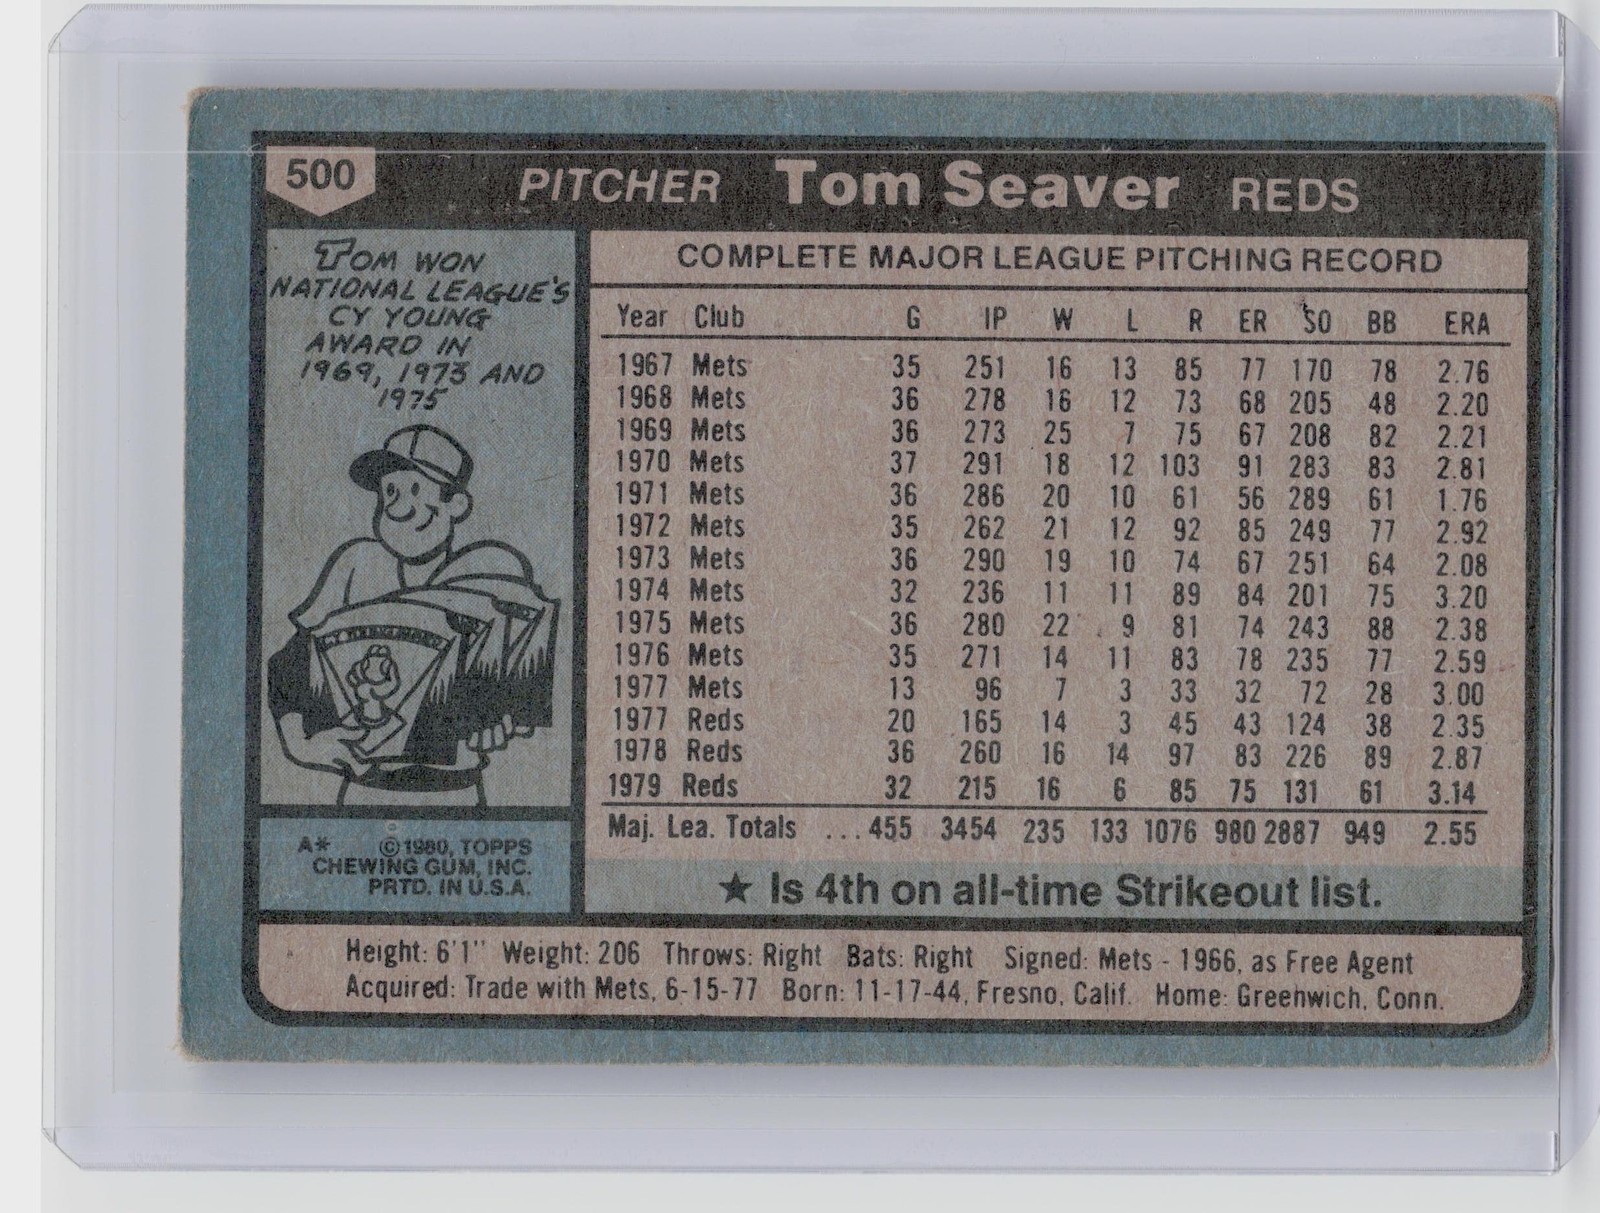 500 PITCHER Tom Seaver REDS
TOM WON
NATIONAL LEAGUE'S
CY YOUNG
AWARD IN
1969, 1973 AND
1975
A* ©1980, TOPPS
CHEWING GUM, INC.
PRTD. IN U.S.A.
COMPLETE MAJOR LEAGUE PITCHING RECORD
Year Club G IP W L R ER SO BB ERA
1967 Mets 35 251 16 13 85 77 170 78 2.76
1968 Mets 36 278 16 12 73 68 205 48 2.20
1969 Mets 36 273 25 7 75 67 208 82 2.21
1970 Mets 37 291 18 12 103 91 283 83 2.81
1971 Mets 36 286 20 10 61 56 289 61 1.76
1972 Mets 35 262 21 12 92 85 249 77 2.92
1973 Mets 36 290 19 10 74 67 251 64 2.08
1974 Mets 32 236 11 11 89 84 201 75 3.20
1975 Mets 36 280 22 9 81 74 243 88 2.38
1976 Mets 35 271 14 11 83 78 235 77 2.59
1977 Mets 13 96 7 3 33 32 72 28 3.00
1977 Reds 20 165 14 3 45 43 124 38 2.35
1978 Reds 36 260 16 14 97 83 226 89 2.87
1979 Reds 32 215 16 6 85 75 131 61 3.14
Maj. Lea. Totals ...455 3454 235 133 1076 980 2887 949 2.55
★ Is 4th on all-time Strikeout list.
Height: 6'1" Weight: 206 Throws: Right Bats: Right Signed: Mets - 1966, as Free Agent
Acquired: Trade with Mets, 6-15-77 Born: 11-17-44, Fresno, Calif. Home: Greenwich, Conn.